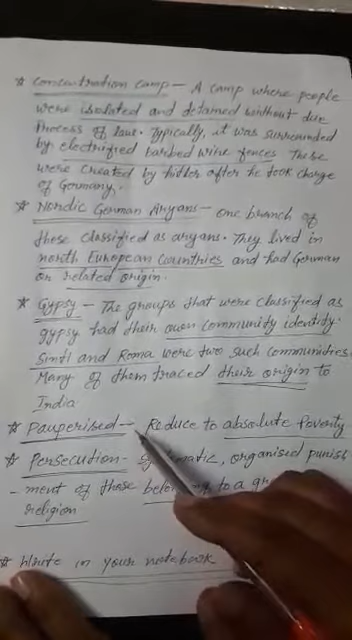 * Concentration camp - A camp where people
were isolated and detained without due
Process of law. Typically, it was surrounded
by electrified barbed wire fences. These
were created by hitler after he took charge
of Germany.
* Nordic German Aryans - one branch of
those classified as aryans. They lived in
north European Countries and had German
on related origin.
* Gypsy - The groups that were classified as
gypsy had their own community identity.
Sinti and Roma were two such communities.
Many of them traced their origin to
India
* Pauperised - Reduce to absolute Poverty
* Persecution - organised punish
-ment of those belonging to a
religion
* Write in your notebook